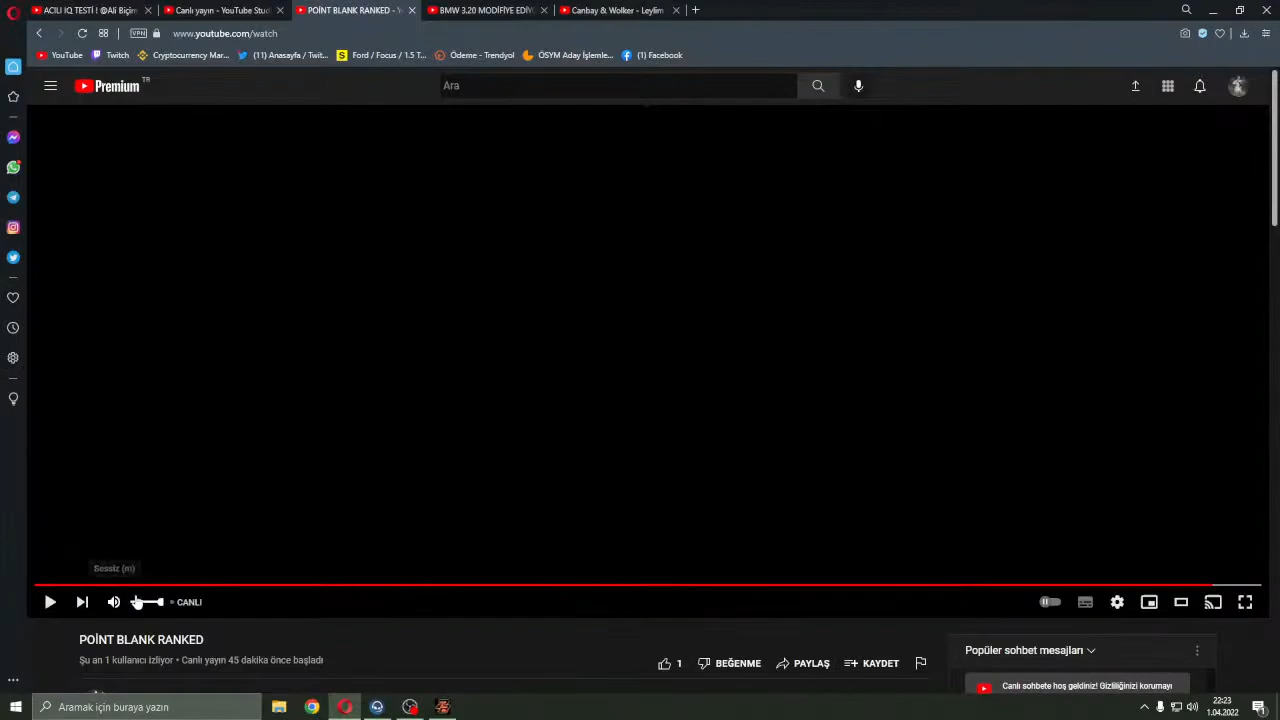 ACILI IQ TESTİ ! @Ali Biçim
Canlı yayın - YouTube Stud
POİNT BLANK RANKED - Y
BMW 3.20 MODİFİYE EDİY
Canbay & Wolker - Leylim
VPN
www.youtube.com/watch
YouTube
Twitch
Cryptocurrency Mar...
(11) Anasayfa / Twit...
Ford / Focus / 1.5 T...
Ödeme - Trendyol
ÖSYM Aday İşlemle...
(1) Facebook
Premium TR
Ara
Sessiz (m)
CANLI
POİNT BLANK RANKED
Şu an 1 kullanıcı izliyor • Canlı yayın 45 dakika önce başladı
1
BEĞENME
PAYLAŞ
KAYDET
Popüler sohbet mesajları
Canlı sohbete hoş geldiniz! Gizliliğinizi korumayı
Aramak için buraya yazın
22:23
1.04.2022